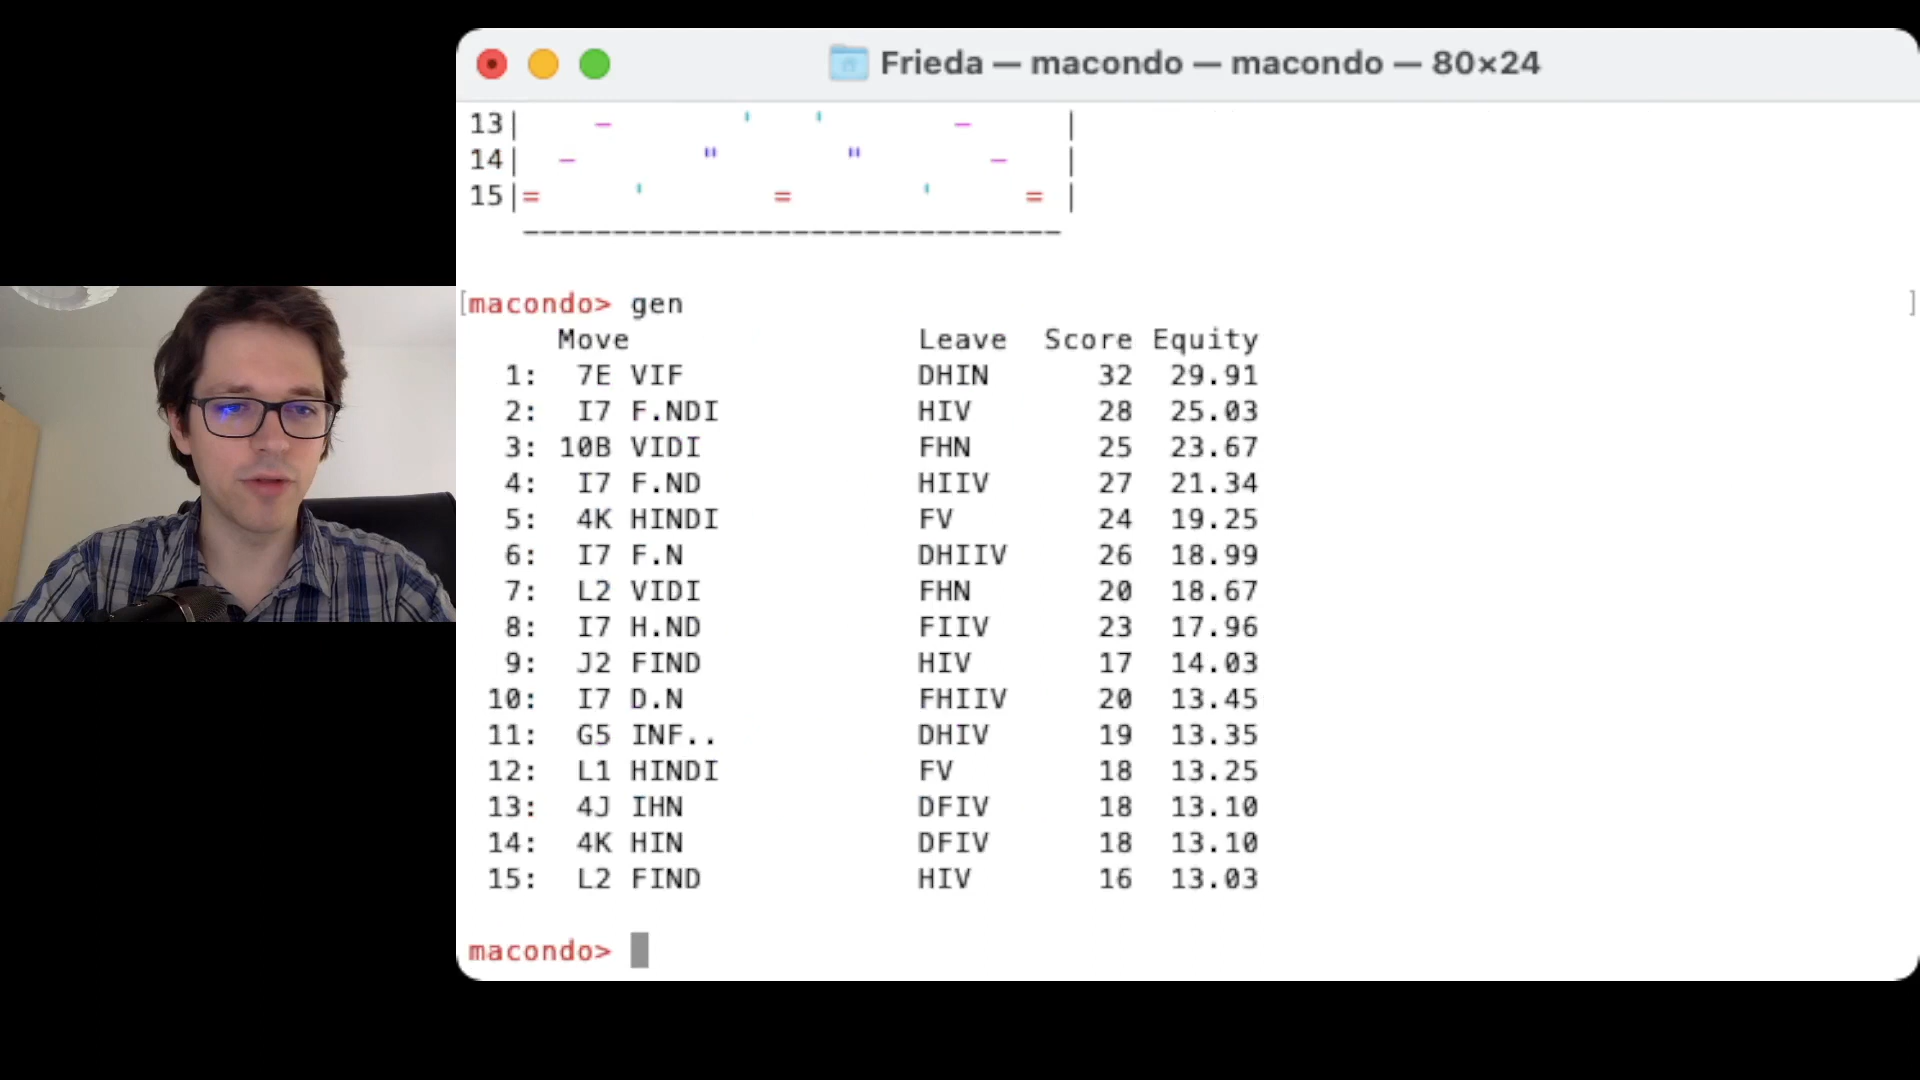 Frieda — macondo — macondo — 80×24
13| - ' ' - |
14| - " " - |
15|= ' = ' = |
------------------------------
[macondo> gen ]
Move Leave Score Equity
1: 7E VIF DHIN 32 29.91
2: I7 F.NDI HIV 28 25.03
3: 10B VIDI FHN 25 23.67
4: I7 F.ND HIIV 27 21.34
5: 4K HINDI FV 24 19.25
6: I7 F.N DHIIV 26 18.99
7: L2 VIDI FHN 20 18.67
8: I7 H.ND FIIV 23 17.96
9: J2 FIND HIV 17 14.03
10: I7 D.N FHIIV 20 13.45
11: G5 INF.. DHIV 19 13.35
12: L1 HINDI FV 18 13.25
13: 4J IHN DFIV 18 13.10
14: 4K HIN DFIV 18 13.10
15: L2 FIND HIV 16 13.03
macondo>